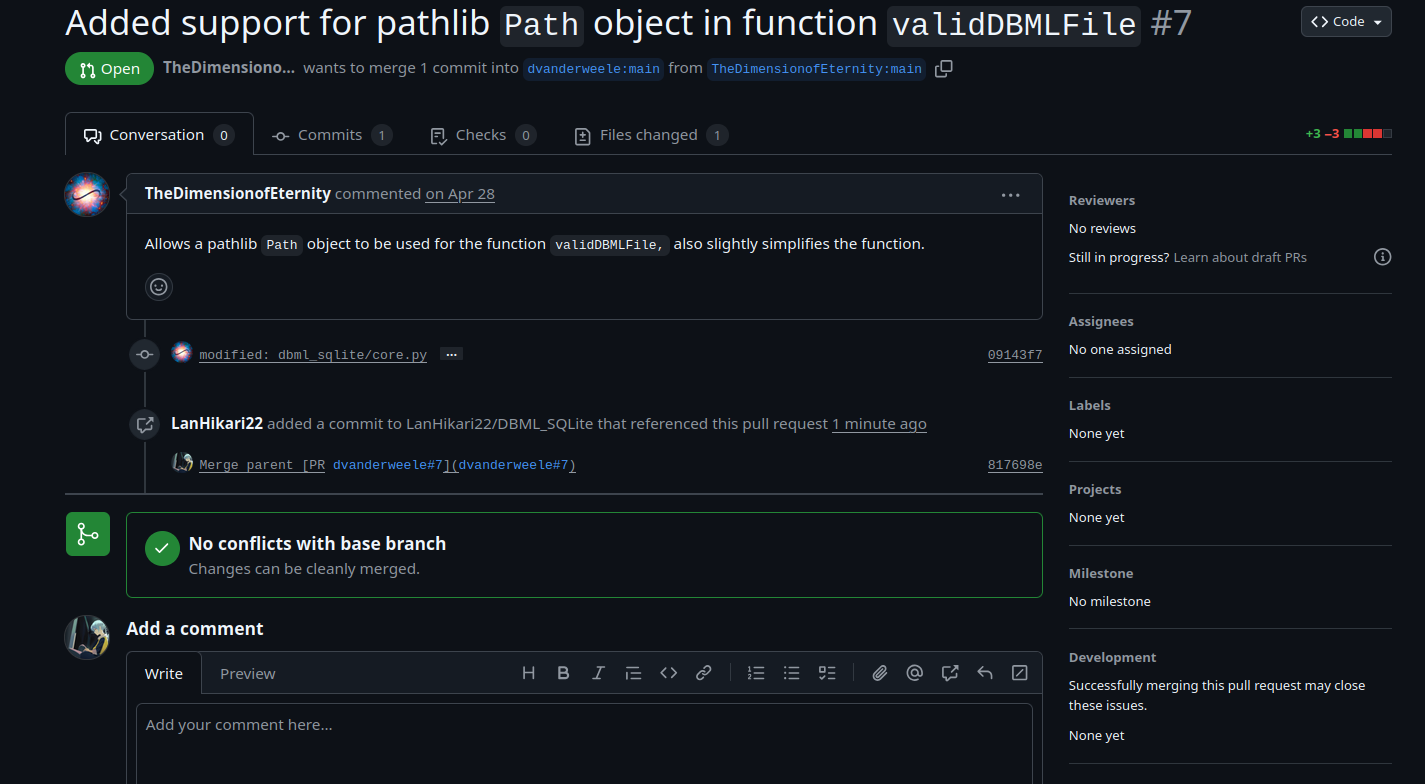 Added support for pathlib Path object in function validDBMLFile #7
Code
Open
TheDimensiono... wants to merge 1 commit into dvanderweele:main from TheDimensionofEternity:main
Conversation 0
Commits 1
Checks 0
Files changed 1
+3 −3
TheDimensionofEternity commented on Apr 28
Allows a pathlib Path object to be used for the function validDBMLFile, also slightly simplifies the function.
modified: dbml_sqlite/core.py ...
09143f7
LanHikari22 added a commit to LanHikari22/DBML_SQLite that referenced this pull request 1 minute ago
Merge parent [PR dvanderweele#7](dvanderweele#7)
817698e
No conflicts with base branch
Changes can be cleanly merged.
Add a comment
Write
Preview
Add your comment here...
Reviewers
No reviews
Still in progress? Learn about draft PRs
Assignees
No one assigned
Labels
None yet
Projects
None yet
Milestone
No milestone
Development
Successfully merging this pull request may close
these issues.
None yet